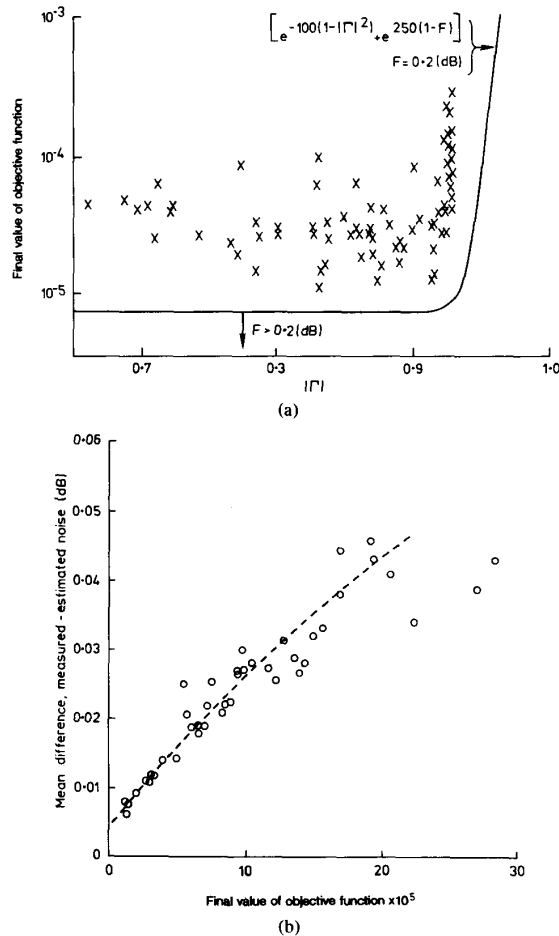 10-3
[e-100(1-|Γ|2)+e250(1-F)]
F=0·2(dB)
Final value of objective function
10-4
10-5
F>0·2(dB)
0·7
0·3
0·9
1·0
|Γ|
(a)
0·06
0·05
0·04
0·03
0·02
0·01
0
Mean difference, measured-estimated noise (dB)
0
10
20
30
Final value of objective function ×105
(b)